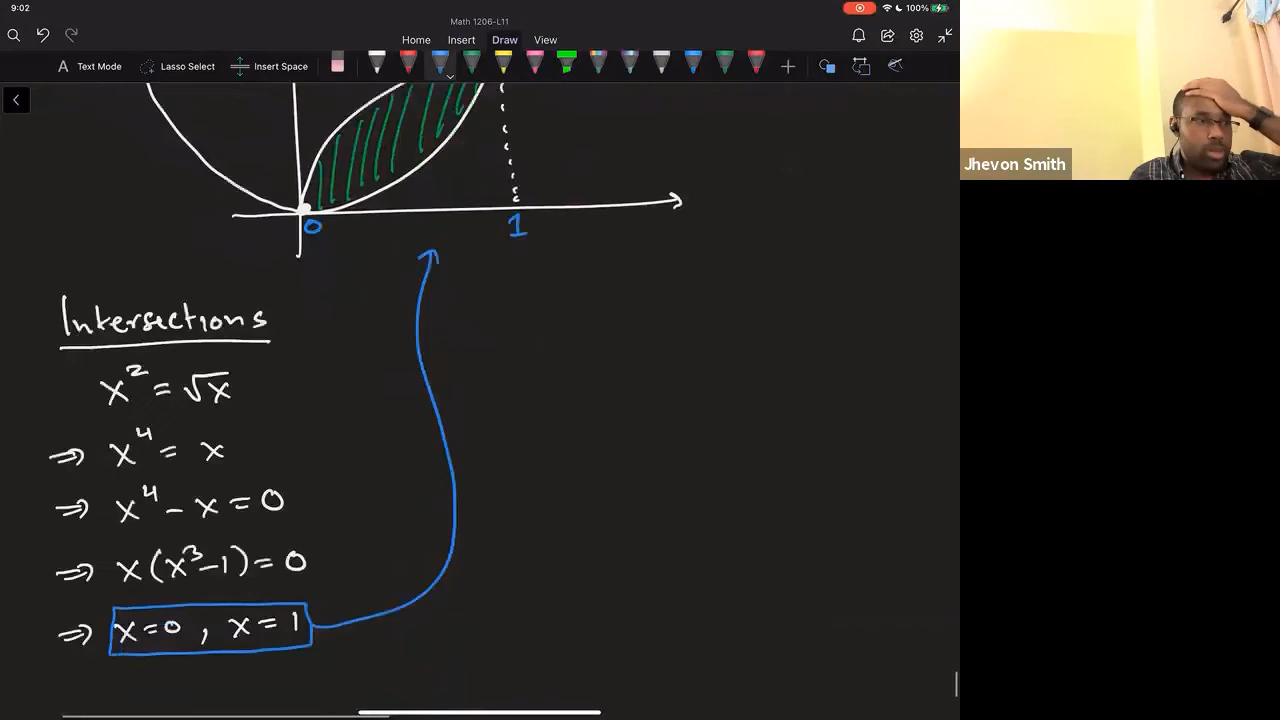 9:02
100%
Math 1206-L11
Home Insert Draw View
Text Mode Lasso Select Insert Space
Jhevon Smith
0 1
Intersections
x² = √x
⇒ x⁴ = x
⇒ x⁴ - x = 0
⇒ x(x³-1) = 0
⇒ x=0 , x=1